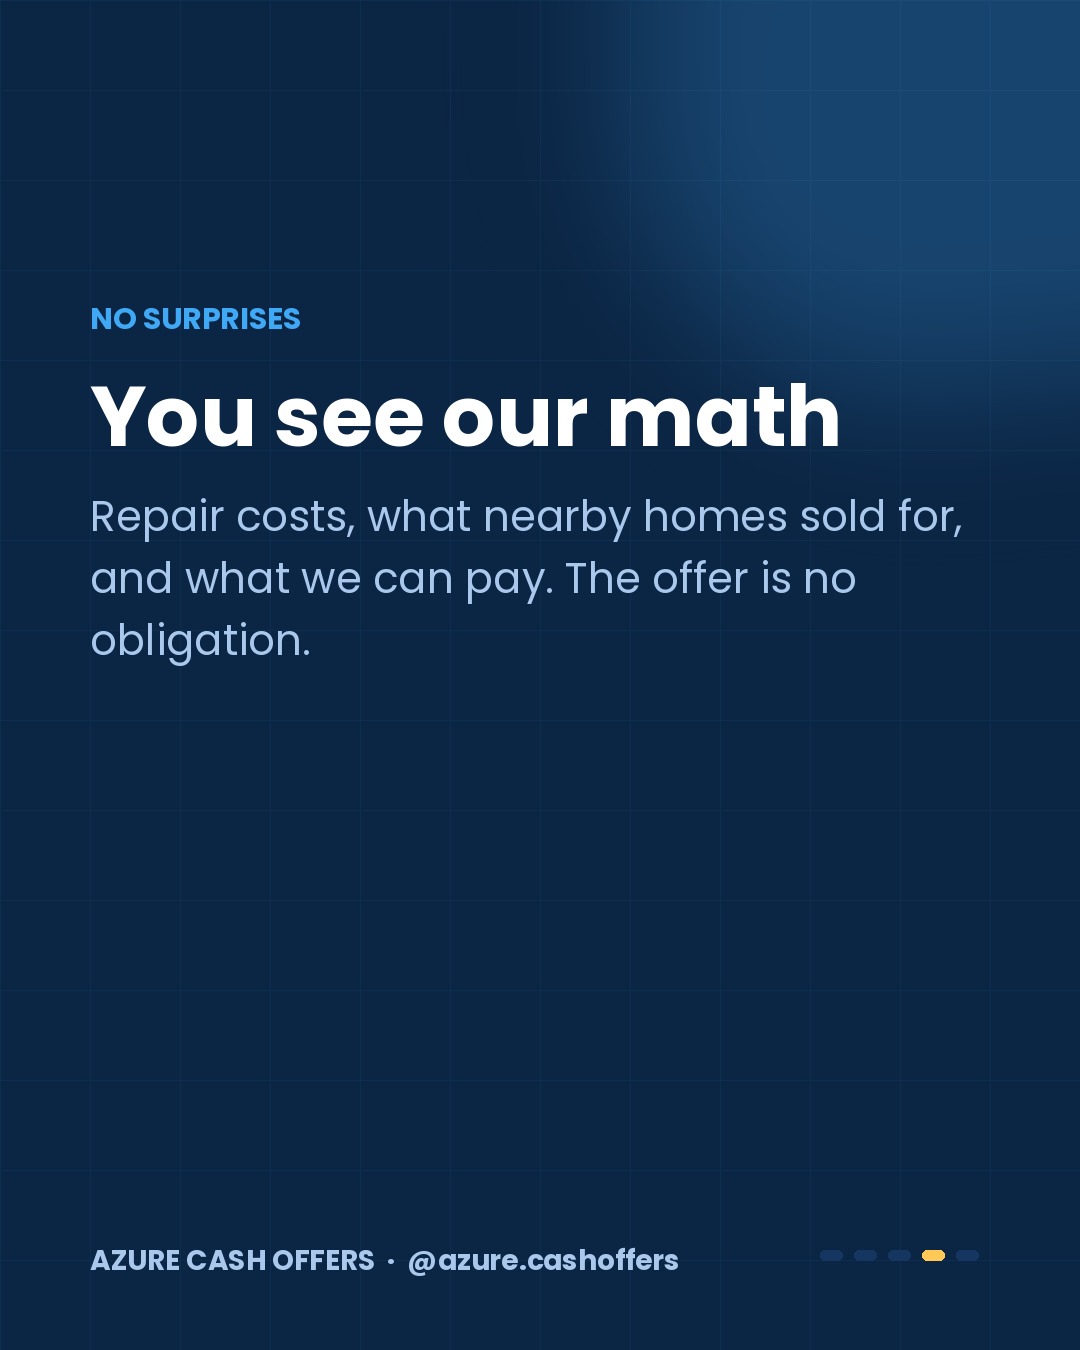 NO SURPRISES
You see our math
Repair costs, what nearby homes sold for,
and what we can pay. The offer is no
obligation.
AZURE CASH OFFERS · @azure.cashoffers